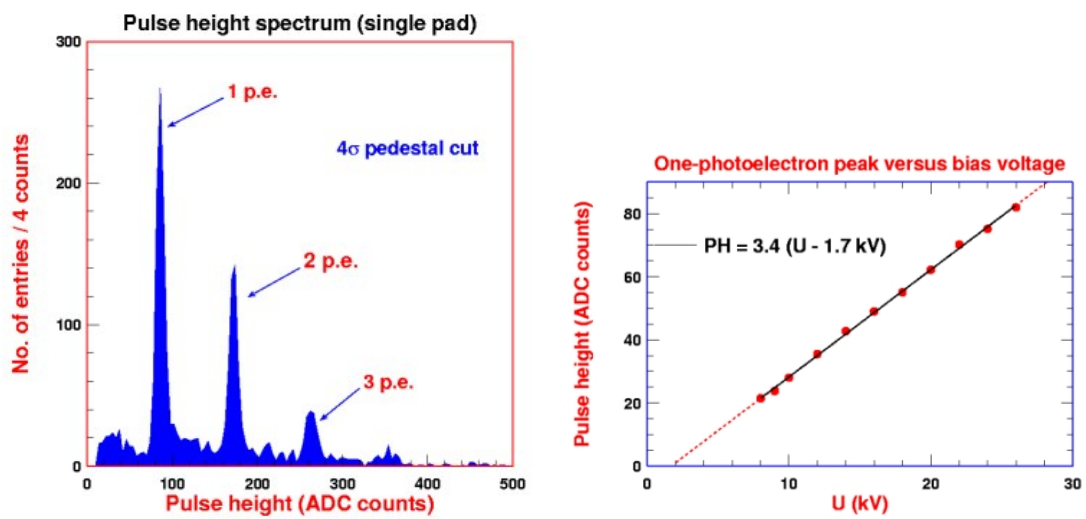 Pulse height spectrum (single pad)
300
200
100
0
No. of entries / 4 counts
1 p.e.
4σ pedestal cut
2 p.e.
3 p.e.
0 100 200 300 400 500
Pulse height (ADC counts)
One-photoelectron peak versus bias voltage
80
60
40
20
0
Pulse height (ADC counts)
PH = 3.4 (U - 1.7 kV)
0 10 20 30
U (kV)